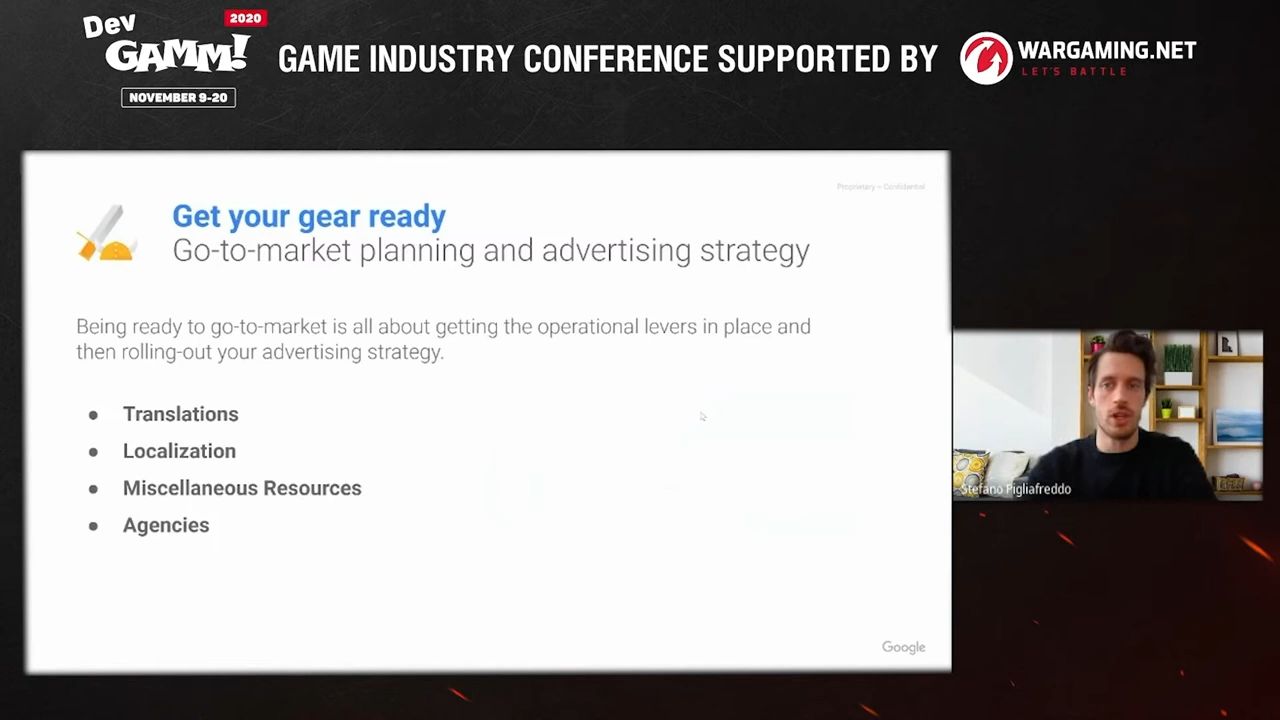 Dev
GAMM!
2020
NOVEMBER 9-20
GAME INDUSTRY CONFERENCE SUPPORTED BY
WARGAMING.NET
LET'S BATTLE
Proprietary – Confidential
Get your gear ready
Go-to-market planning and advertising strategy
Being ready to go-to-market is all about getting the operational levers in place and
then rolling-out your advertising strategy.
● Translations
● Localization
● Miscellaneous Resources
● Agencies
Google
Stefano Pigliafreddo